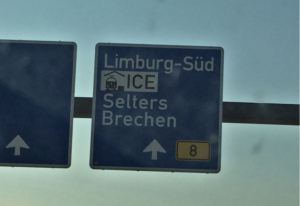 Limburg-Süd
ICE
Selters
Brechen
8